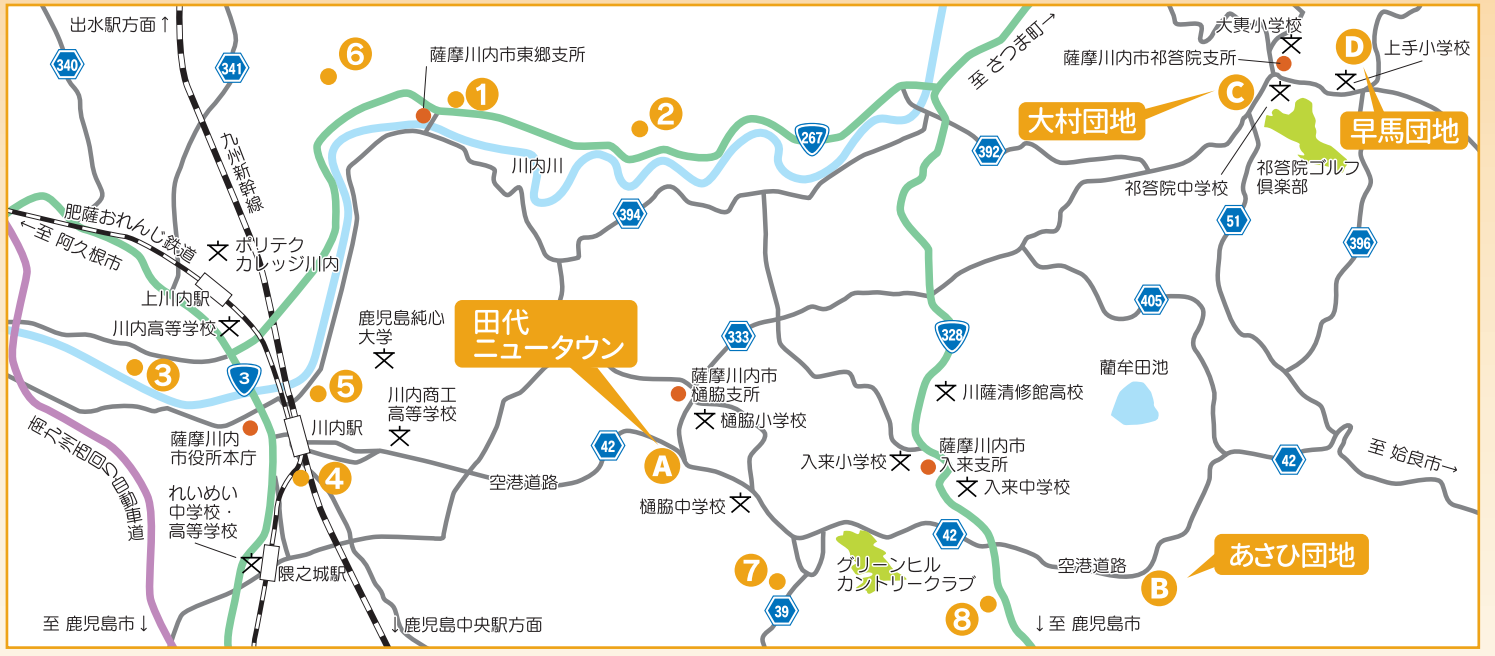 出水駅方面↑
340
341
6
薩摩川内市東郷支所
1
2
267
至 さつま町→
392
大軣小学校
薩摩川内市祁答院支所
D
上手小学校
C
大村団地
早馬団地
祁答院中学校
祁答院ゴルフ
倶楽部
九州新幹線
川内川
394
51
396
肥薩おれんじ鉄道
←至 阿久根市
ポリテク
カレッジ川内
上川内駅
川内高等学校
鹿児島純心
大学
田代
ニュータウン
333
328
405
藺牟田池
3
3
5
川内商工
高等学校
薩摩川内市
樋脇支所
樋脇小学校
川薩清修館高校
南九州西回り自動車道
薩摩川内
市役所本庁
川内駅
42
A
入来小学校
薩摩川内市
入来支所
入来中学校
42
至 姶良市→
4
れいめい
中学校・
高等学校
空港道路
樋脇中学校
42
隈之城駅
7
39
グリーンヒル
カントリークラブ
8
空港道路
B
あさひ団地
至 鹿児島市↓
↓鹿児島中央駅方面
↓至 鹿児島市